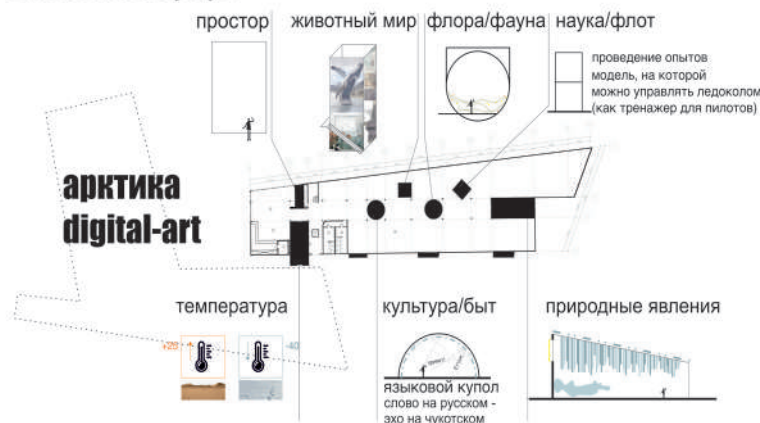 простор
животный мир
флора/фауна
наука/флот
проведение опытов
модель, на которой
можно управлять ледоколом
(как тренажер для пилотов)
арктика
digital-art
температура
+20
-40
культура/быт
языковой купол
слово на русском -
эхо на чукотском
природные явления